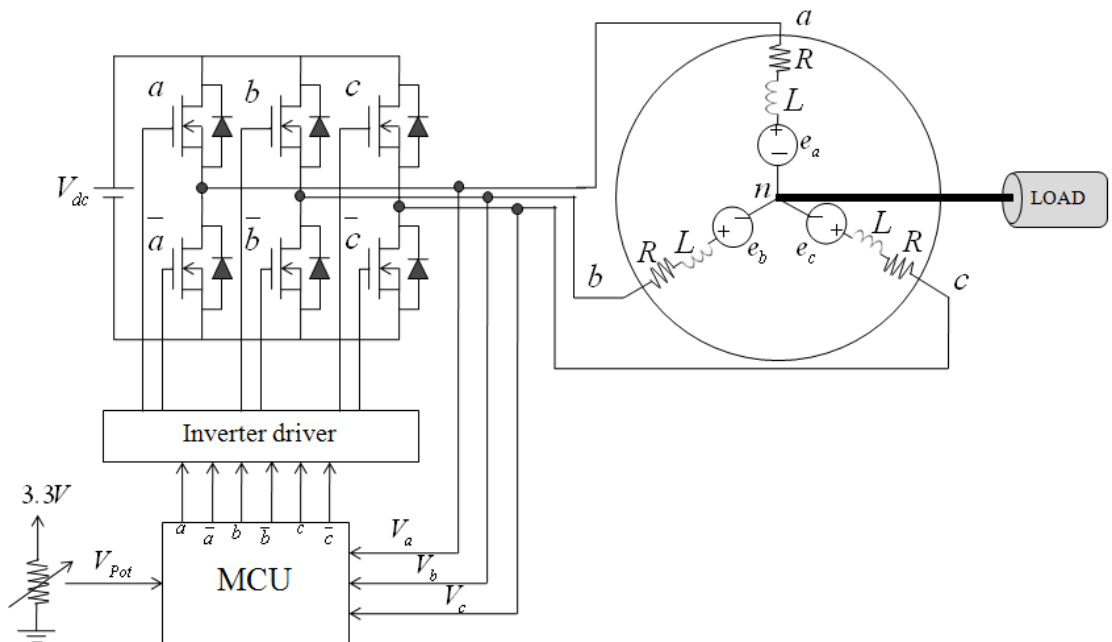 a
R
L
e_a
a
b
c
V_dc
n
LOAD
a̅
b̅
c̅
L
e_b
R
b
e_c
L
R
c
Inverter driver
3.3V
a
a̅
b
b̅
c
c̅
V_a
V_Pot
V_b
MCU
V_c